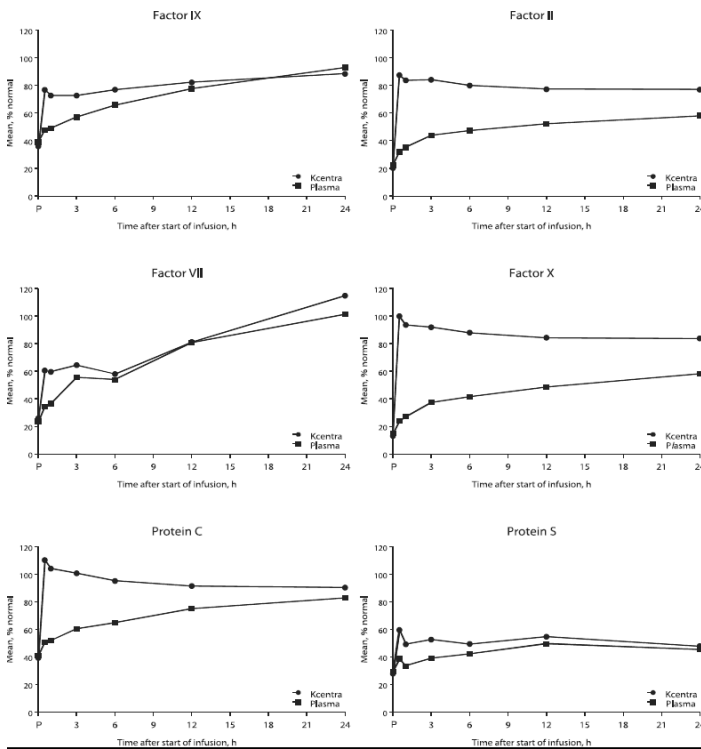 Factor IX
120
100
80
60
40
20
0
Mean, % normal
P 3 6 9 12 15 18 21 24
Time after start of infusion, h
Kcentra
Plasma
Factor II
120
100
80
60
40
20
0
Mean, % normal
P 3 6 9 12 15 18 21 24
Time after start of infusion, h
Kcentra
Plasma
Factor VII
120
100
80
60
40
20
0
Mean, % normal
P 3 6 9 12 15 18 21 24
Time after start of infusion, h
Kcentra
Plasma
Factor X
120
100
80
60
40
20
0
Mean, % normal
P 3 6 9 12 15 18 21 24
Time after start of infusion, h
Kcentra
Plasma
Protein C
120
100
80
60
40
20
0
Mean, % normal
P 3 6 9 12 15 18 21 24
Time after start of infusion, h
Kcentra
Plasma
Protein S
120
100
80
60
40
20
0
Mean, % normal
P 3 6 9 12 15 18 21 24
Time after start of infusion, h
Kcentra
Plasma